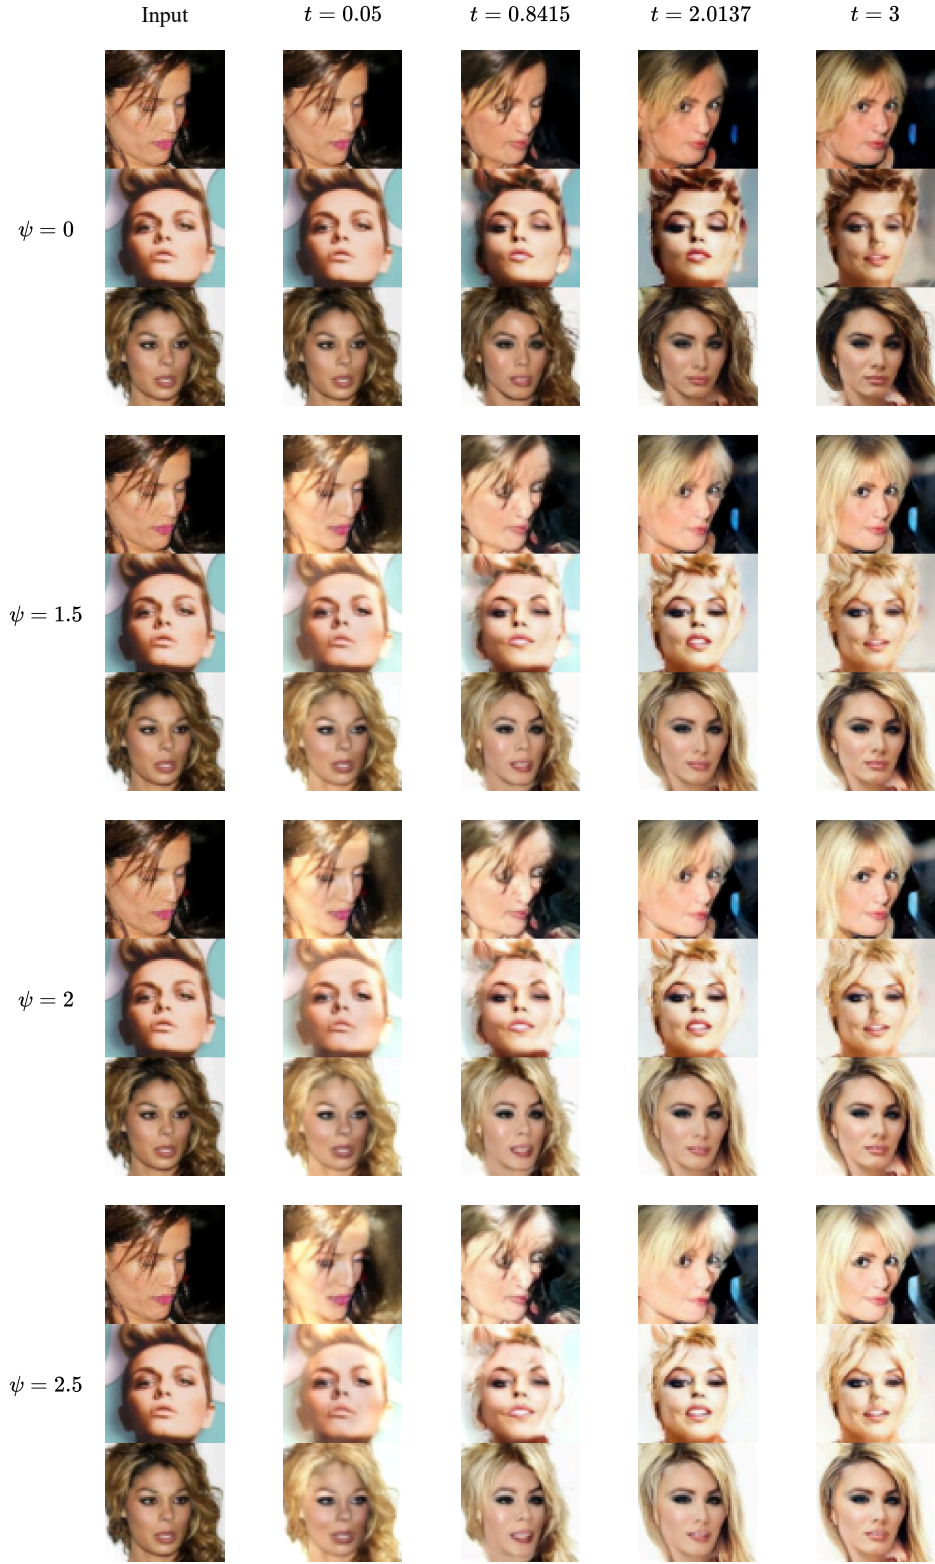 Input t = 0.05 t = 0.8415 t = 2.0137 t = 3
ψ = 0
ψ = 1.5
ψ = 2
ψ = 2.5